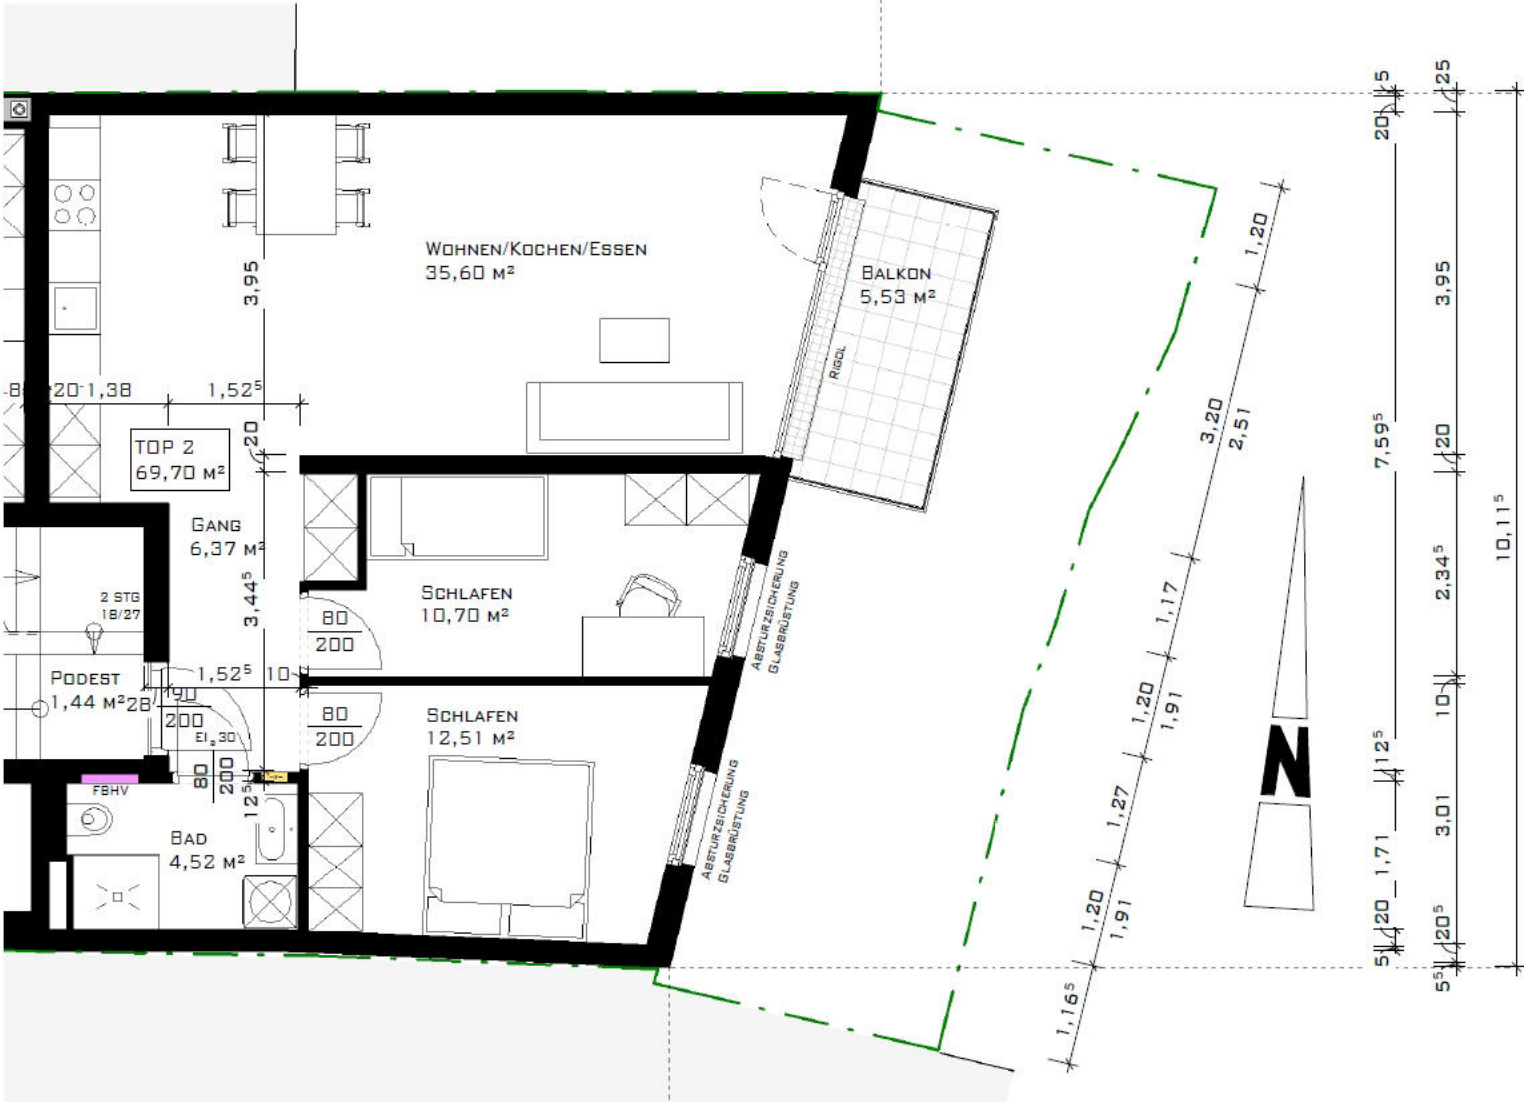 WOHNEN/KOCHEN/ESSEN
35,60 M²
BALKON
5,53 M²
RIGOL
3,95
20 1,38
1,52⁵
20
TOP 2
69,70 M²
GANG
6,37 M²
3,44⁵
2 STG
18/27
SCHLAFEN
10,70 M²
80
200
ABSTURZSICHERUNG
GLASBRÜSTUNG
PODEST
1,44 M²
28
1,52⁵ 10
90
200
EI₂30
80
200
SCHLAFEN
12,51 M²
80
200
FBHV
12⁵
BAD
4,52 M²
ABSTURZSICHERUNG
GLASBRÜSTUNG
1,20
3,20
2,51
1,17
1,20
1,91
1,27
1,20
1,91
1,16⁵
N
5
20
7,59⁵
12⁵
1,71
20
5
25
3,95
20
2,34⁵
10
3,01
20⁵
5⁵
10,11⁵